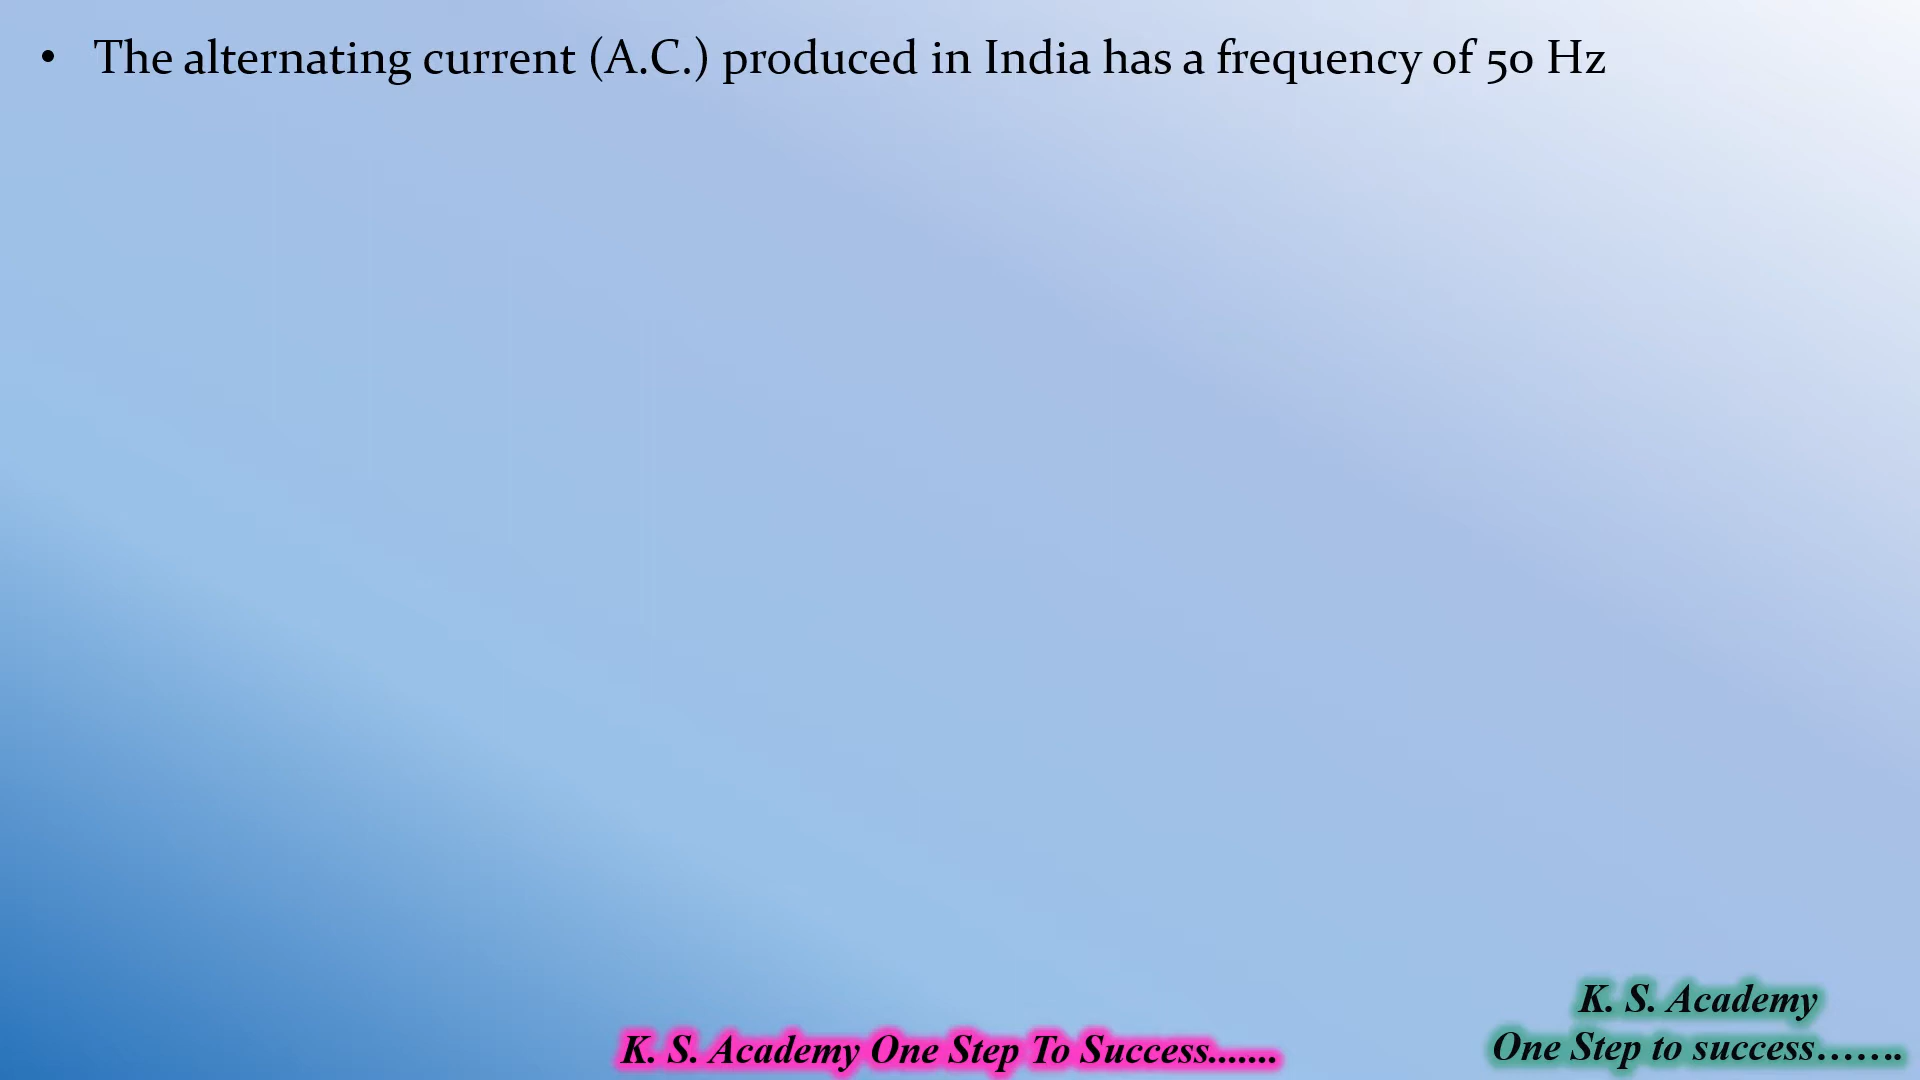 • The alternating current (A.C.) produced in India has a frequency of 50 Hz
K. S. Academy
One Step to success…….
K. S. Academy One Step To Success.......